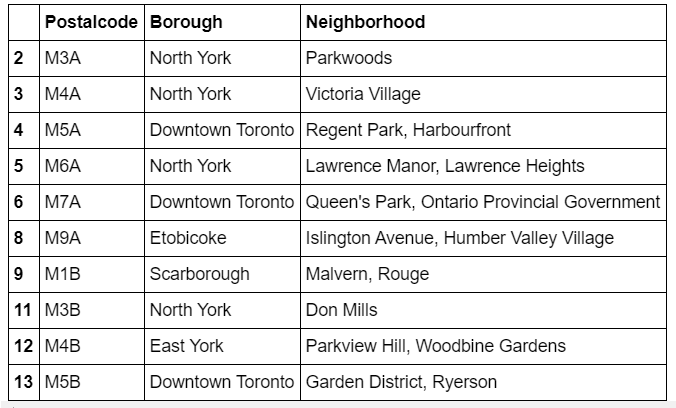 Postalcode Borough Neighborhood
2 M3A North York Parkwoods
3 M4A North York Victoria Village
4 M5A Downtown Toronto Regent Park, Harbourfront
5 M6A North York Lawrence Manor, Lawrence Heights
6 M7A Downtown Toronto Queen's Park, Ontario Provincial Government
8 M9A Etobicoke Islington Avenue, Humber Valley Village
9 M1B Scarborough Malvern, Rouge
11 M3B North York Don Mills
12 M4B East York Parkview Hill, Woodbine Gardens
13 M5B Downtown Toronto Garden District, Ryerson